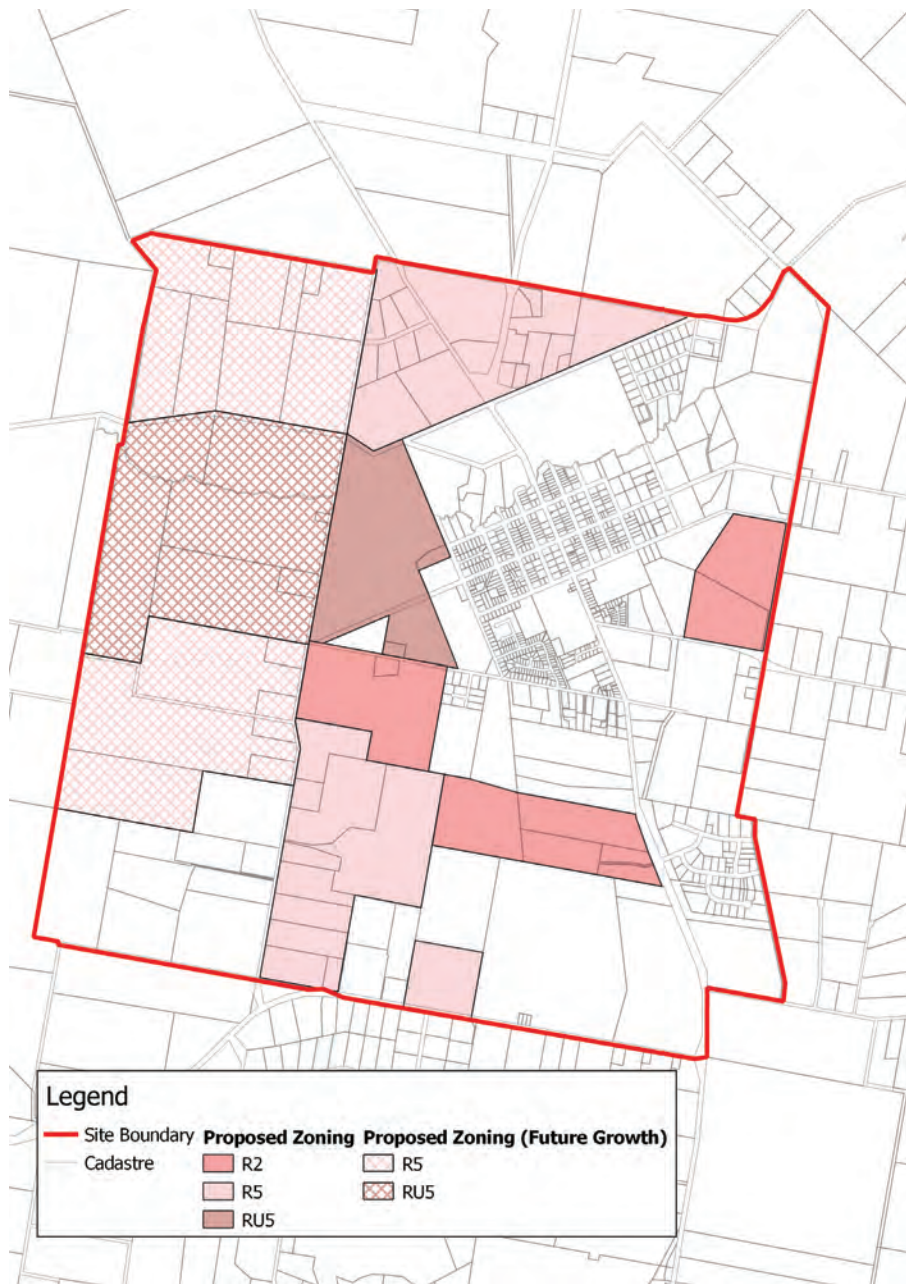 Legend
Site Boundary
Cadastre
Proposed Zoning
R2
R5
RU5
Proposed Zoning (Future Growth)
R5
RU5